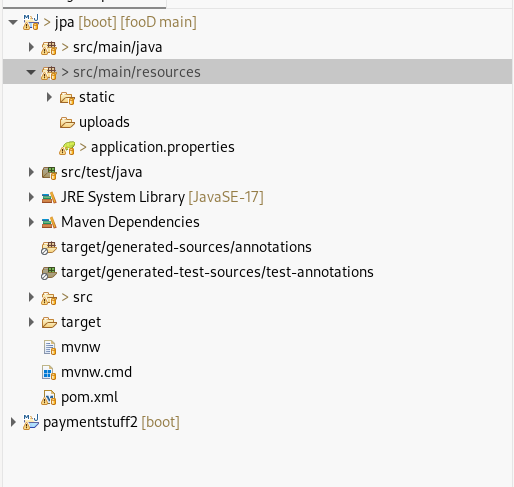 > jpa [boot] [fooD main]
> src/main/java
> src/main/resources
static
uploads
> application.properties
src/test/java
JRE System Library [JavaSE-17]
Maven Dependencies
target/generated-sources/annotations
target/generated-test-sources/test-annotations
> src
target
mvnw
mvnw.cmd
pom.xml
paymentstuff2 [boot]